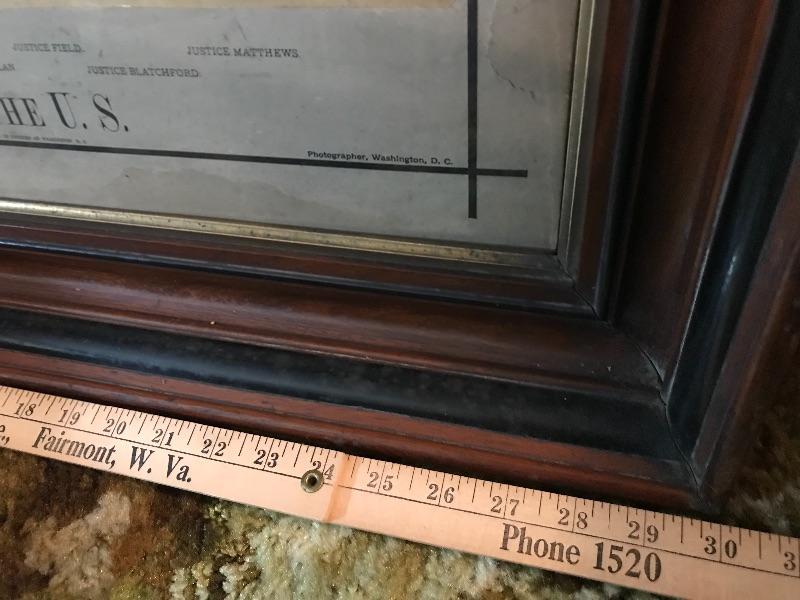 JUSTICE FIELD. JUSTICE MATTHEWS.
LAN JUSTICE BLATCHFORD.
HE U. S.
Photographer, Washington, D. C.
18 19 20 21 22 23 24 25 26 27 28 29 30 3
Fairmont, W. Va.
Phone 1520